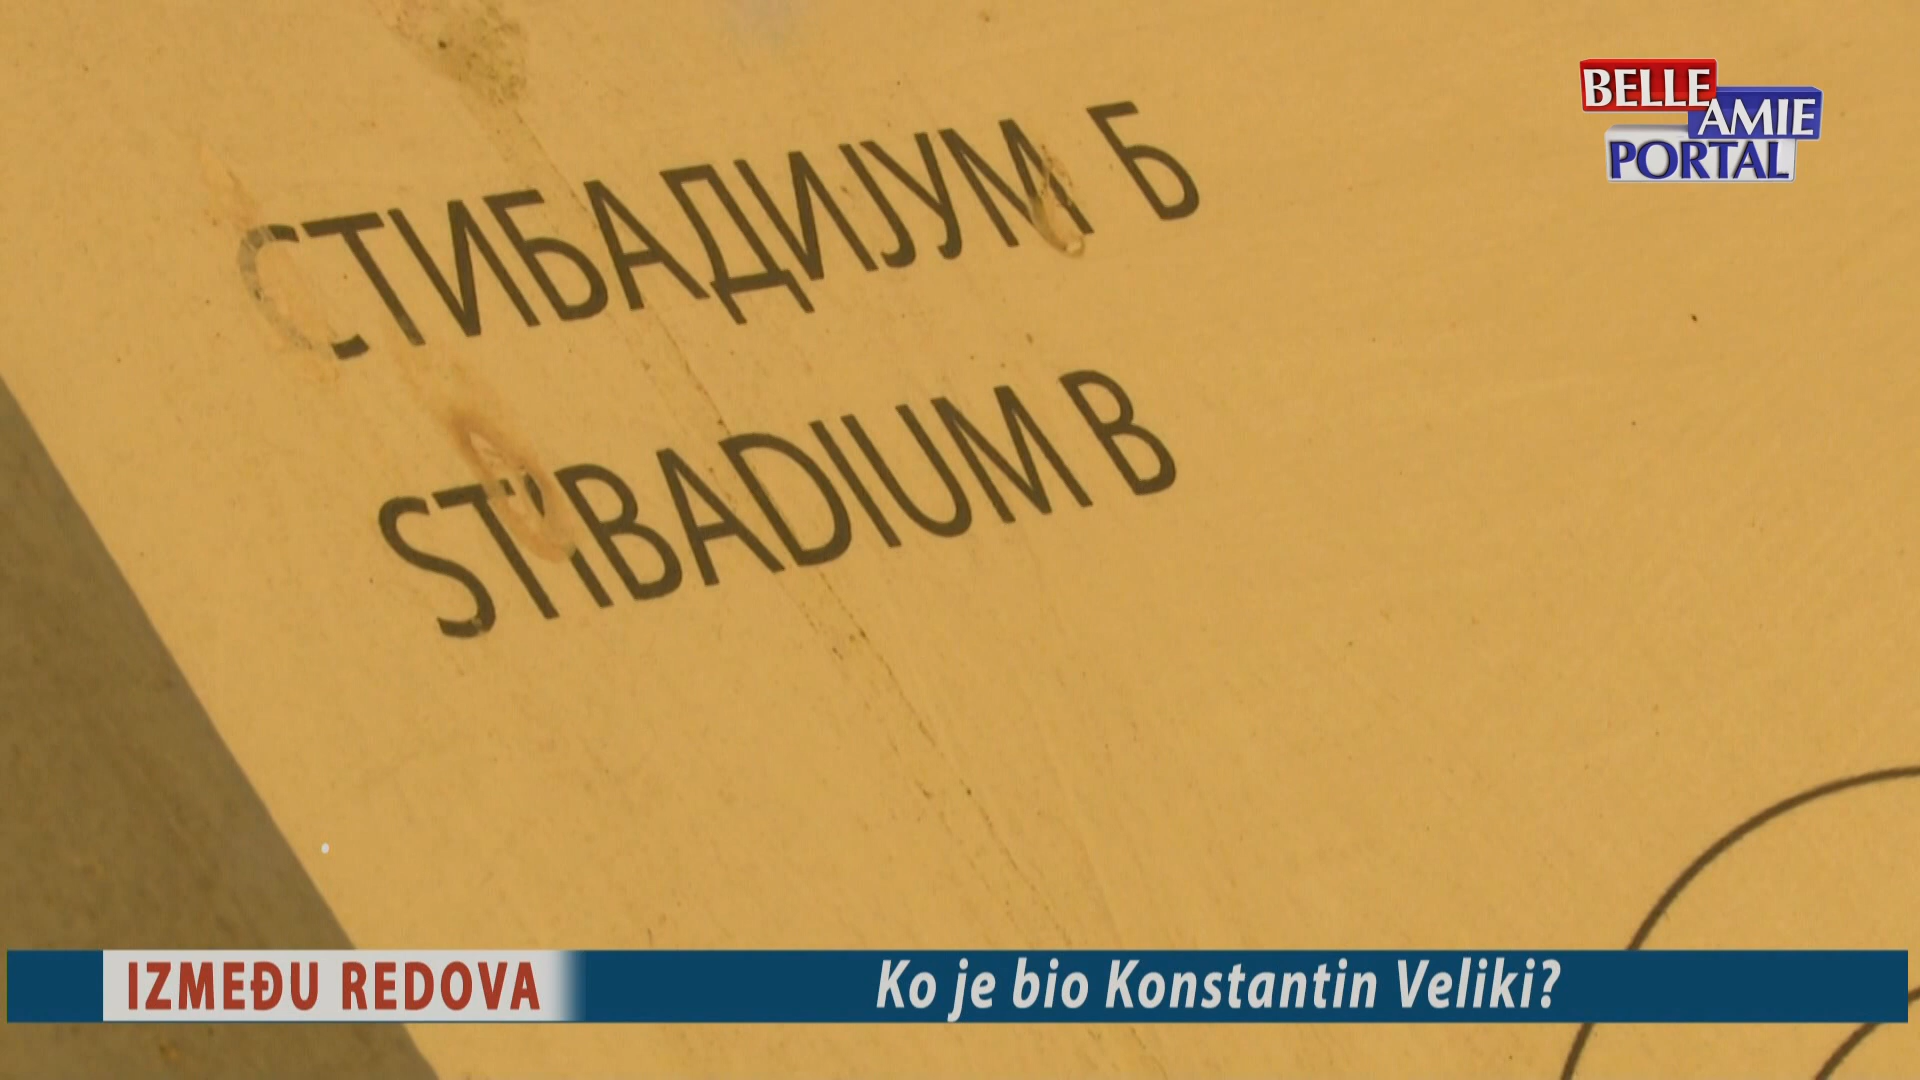 BELLE
AMIE
PORTAL
СТИБАДИЈУМ Б
STIBADIUM B
IZMEĐU REDOVA
Ko je bio Konstantin Veliki?